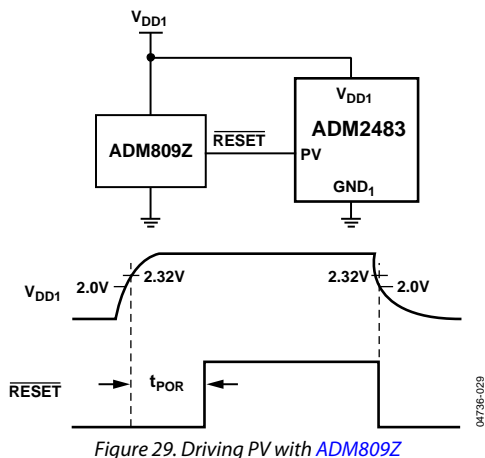 VDD1
VDD1
ADM2483
ADM809Z
RESET
PV
GND1
VDD1
2.0V
2.32V
2.32V
2.0V
RESET
tPOR
04736-029
Figure 29. Driving PV with ADM809Z